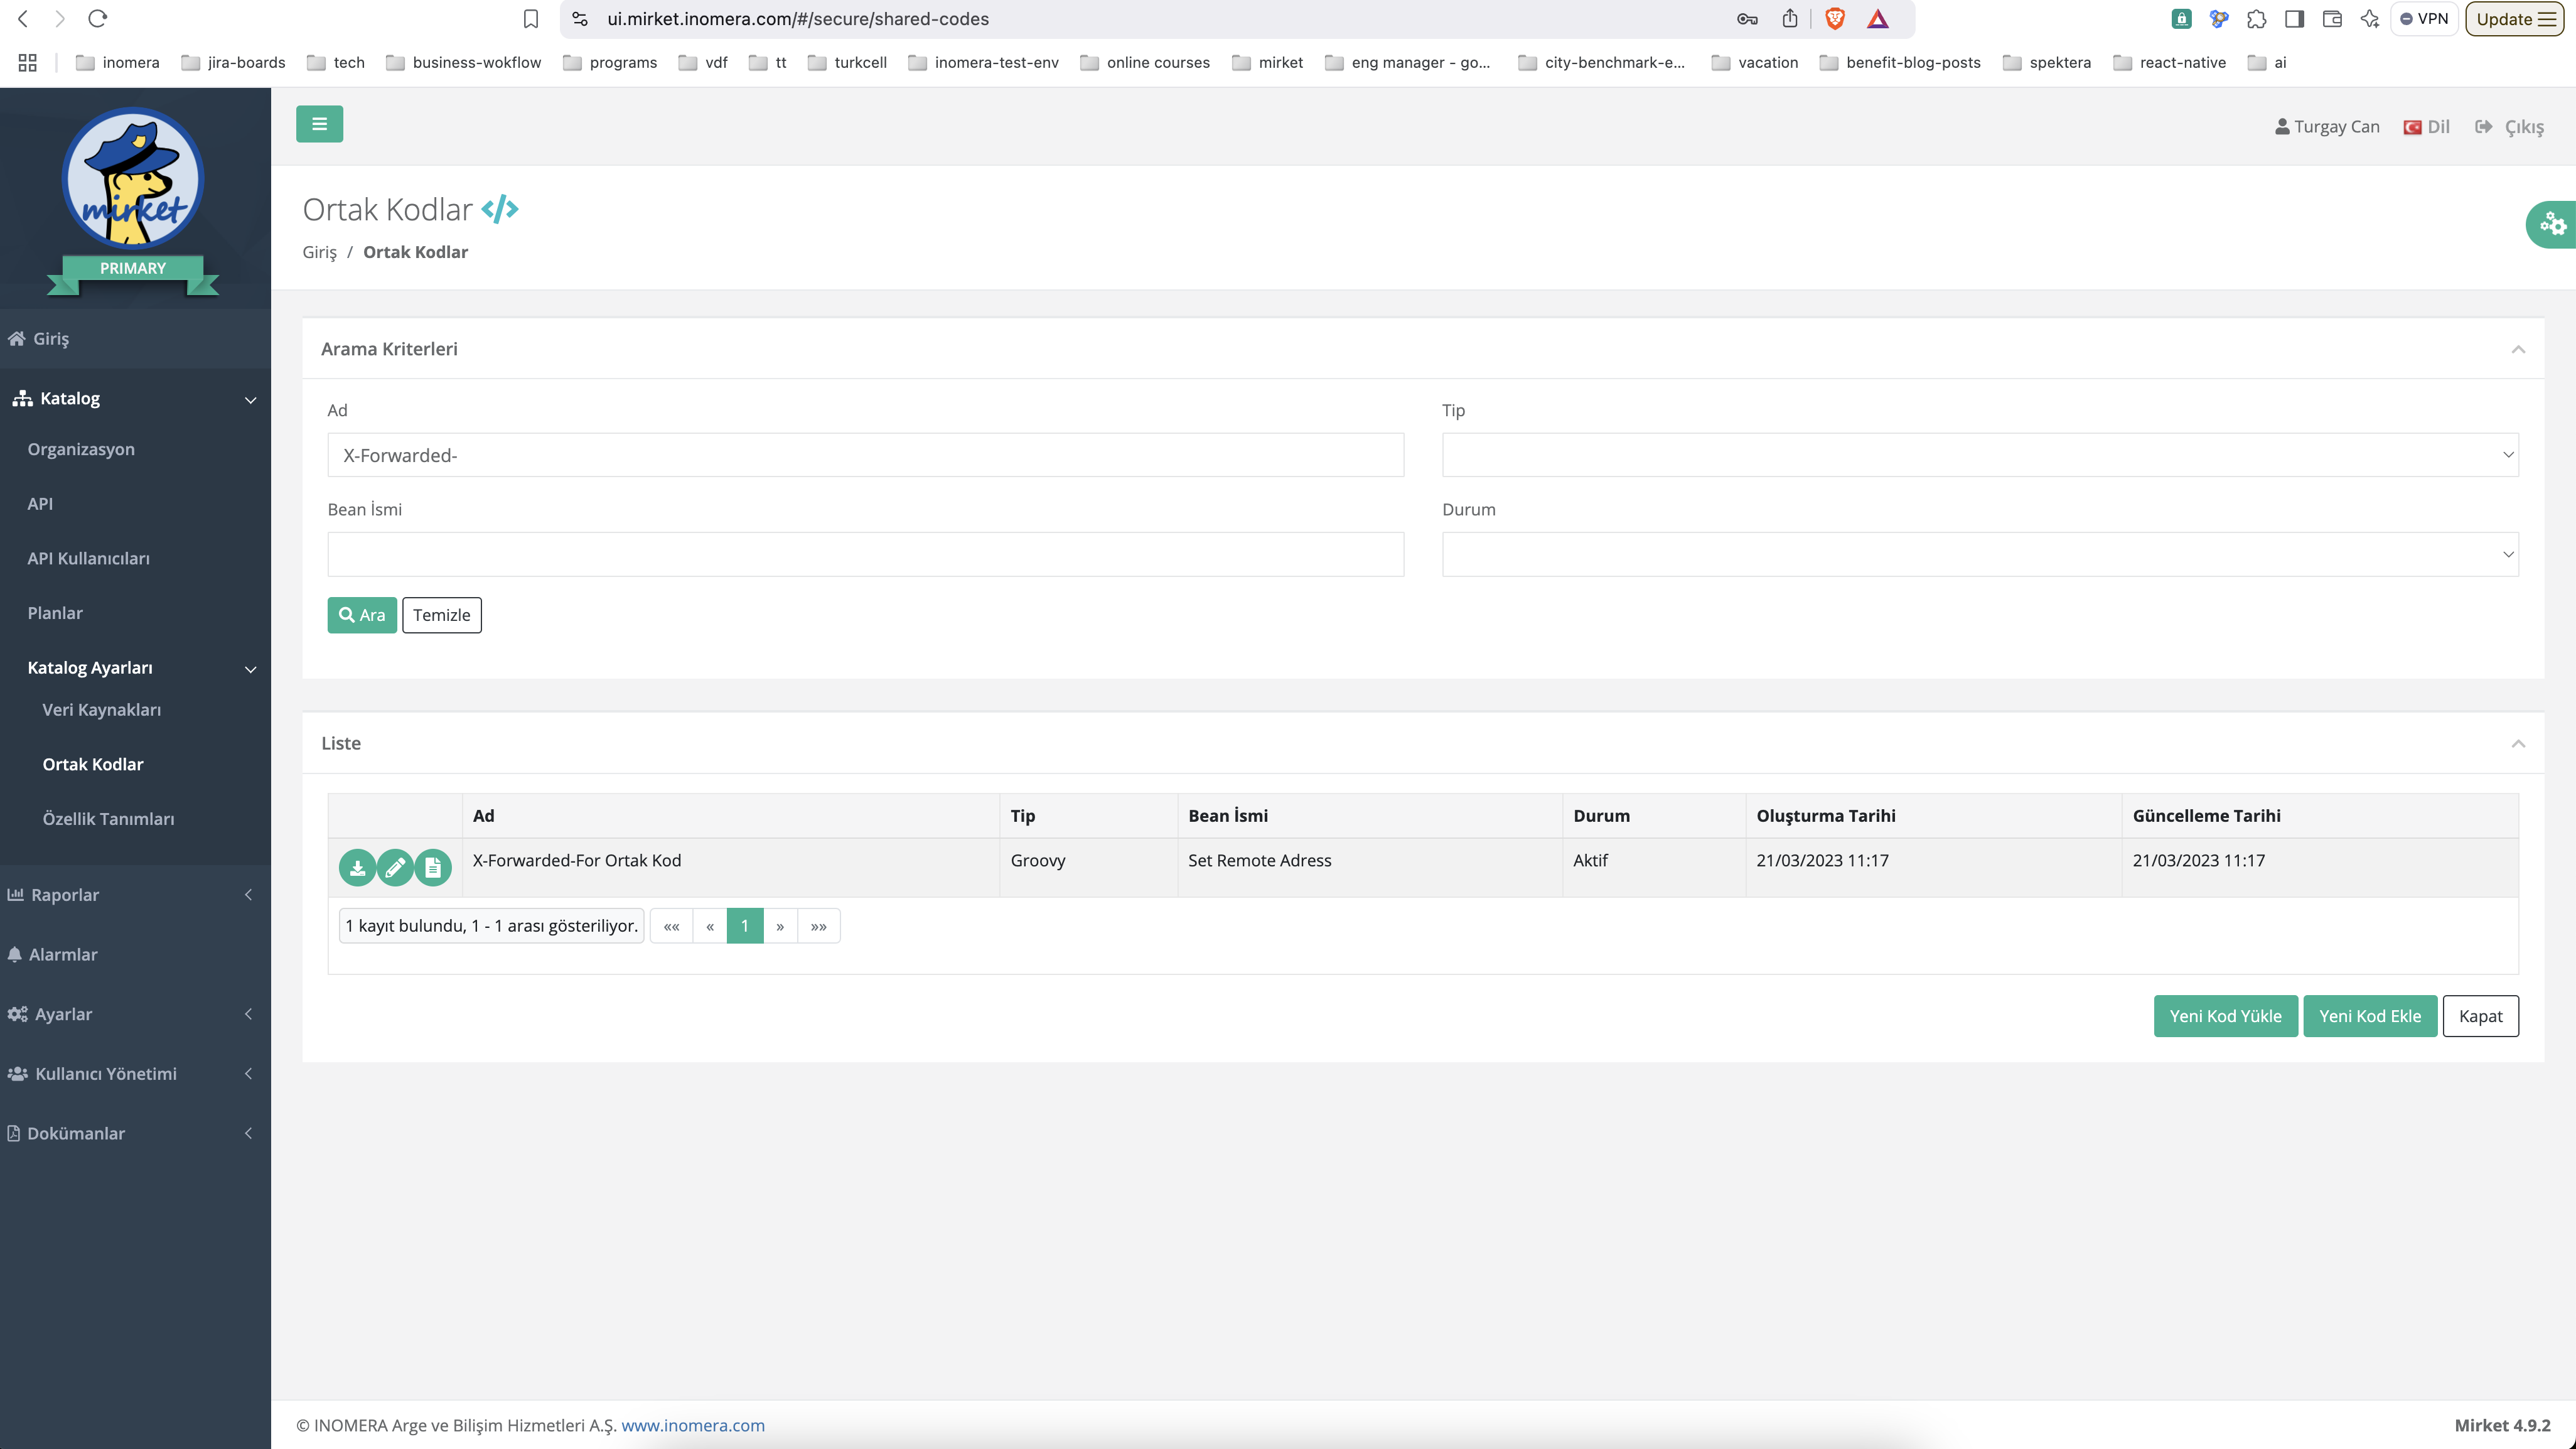 ui.mirket.inomera.com/#/secure/shared-codes
VPN
Update
inomera
jira-boards
tech
business-wokflow
programs
vdf
tt
turkcell
inomera-test-env
online courses
mirket
eng manager - go...
city-benchmark-e...
vacation
benefit-blog-posts
spektera
react-native
ai
mirket
PRIMARY
Turgay Can
Dil
Çıkış
Giriş
Katalog
Organizasyon
API
API Kullanıcıları
Planlar
Katalog Ayarları
Veri Kaynakları
Ortak Kodlar
Özellik Tanımları
Raporlar
Alarmlar
Ayarlar
Kullanıcı Yönetimi
Dokümanlar
Ortak Kodlar </>
Giriş / Ortak Kodlar
Arama Kriterleri
Ad
Tip
X-Forwarded-
Bean İsmi
Durum
Ara
Temizle
Liste
Ad Tip Bean İsmi Durum Oluşturma Tarihi Güncelleme Tarihi
X-Forwarded-For Ortak Kod Groovy Set Remote Adress Aktif 21/03/2023 11:17 21/03/2023 11:17
1 kayıt bulundu, 1 - 1 arası gösteriliyor. «« « 1 » »»
Yeni Kod Yükle
Yeni Kod Ekle
Kapat
© INOMERA Arge ve Bilişim Hizmetleri A.Ş. www.inomera.com
Mirket 4.9.2